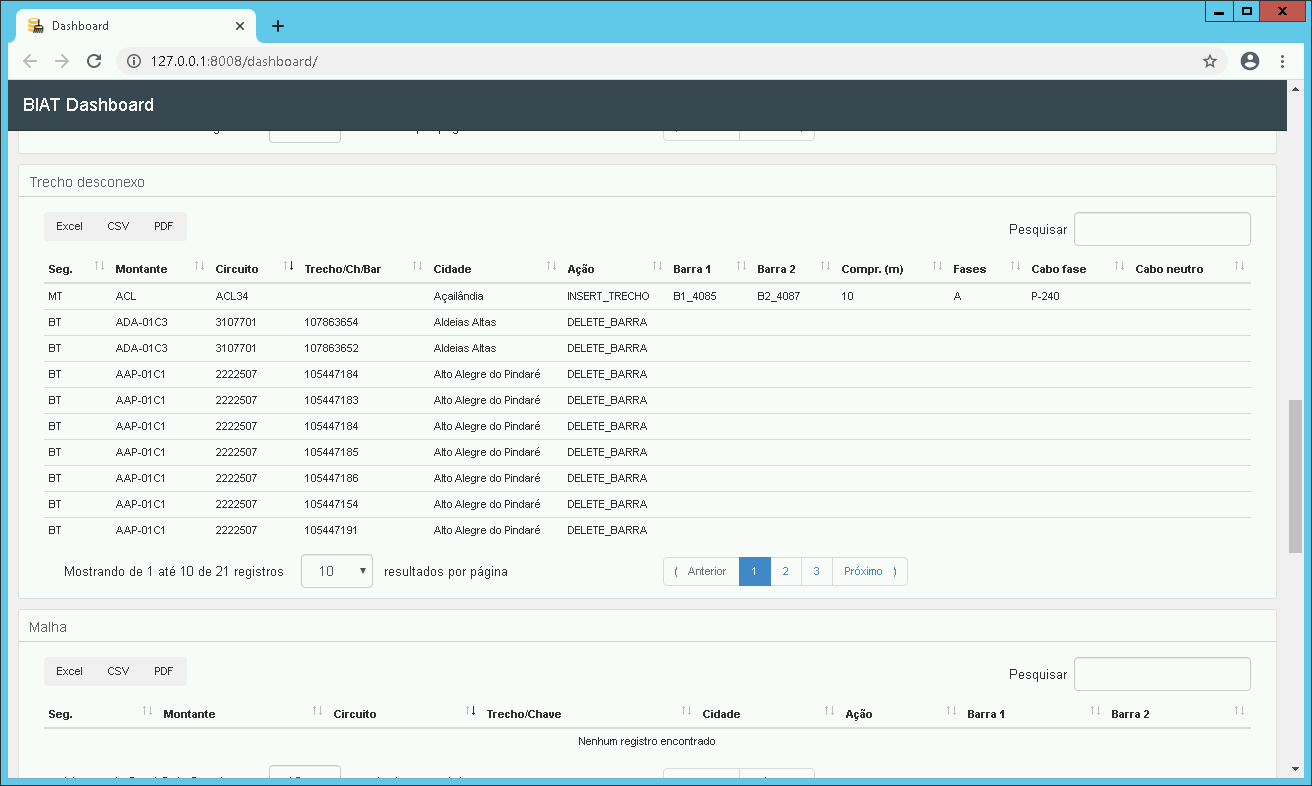 Dashboard
127.0.0.1:8008/dashboard/
BIAT Dashboard
Trecho desconexo
Excel CSV PDF Pesquisar
Seg. Montante Circuito Trecho/Ch/Bar Cidade Ação Barra 1 Barra 2 Compr. (m) Fases Cabo fase Cabo neutro
MT ACL ACL34 Açailândia INSERT_TRECHO B1_4085 B2_4087 10 A P-240
BT ADA-01C3 3107701 107863654 Aldeias Altas DELETE_BARRA
BT ADA-01C3 3107701 107863652 Aldeias Altas DELETE_BARRA
BT AAP-01C1 2222507 105447184 Alto Alegre do Pindaré DELETE_BARRA
BT AAP-01C1 2222507 105447183 Alto Alegre do Pindaré DELETE_BARRA
BT AAP-01C1 2222507 105447184 Alto Alegre do Pindaré DELETE_BARRA
BT AAP-01C1 2222507 105447185 Alto Alegre do Pindaré DELETE_BARRA
BT AAP-01C1 2222507 105447186 Alto Alegre do Pindaré DELETE_BARRA
BT AAP-01C1 2222507 105447154 Alto Alegre do Pindaré DELETE_BARRA
BT AAP-01C1 2222507 105447191 Alto Alegre do Pindaré DELETE_BARRA
Mostrando de 1 até 10 de 21 registros 10 resultados por página ( Anterior 1 2 3 Próximo )
Malha
Excel CSV PDF Pesquisar
Seg. Montante Circuito Trecho/Chave Cidade Ação Barra 1 Barra 2
Nenhum registro encontrado